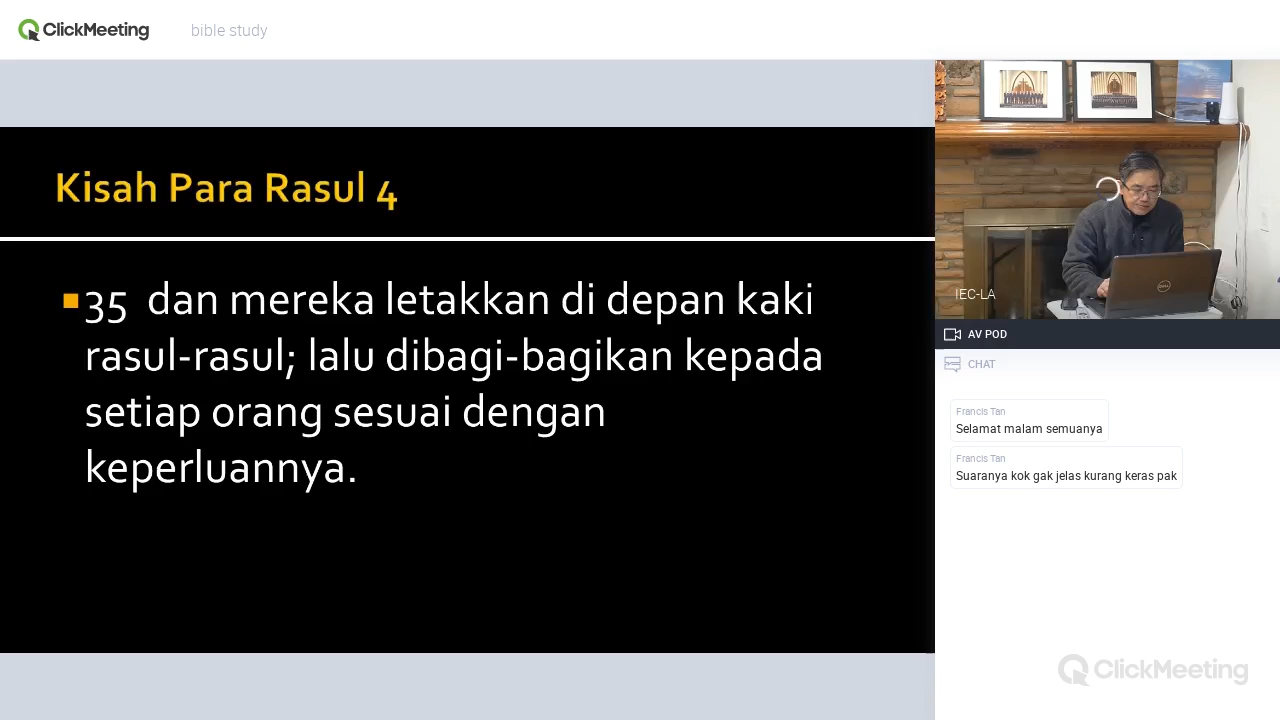 ClickMeeting
bible study
Kisah Para Rasul 4
35 dan mereka letakkan di depan kaki
rasul-rasul; lalu dibagi-bagikan kepada
setiap orang sesuai dengan
keperluannya.
IEC-LA
AV POD
CHAT
Francis Tan
Selamat malam semuanya
Francis Tan
Suaranya kok gak jelas kurang keras pak
ClickMeeting